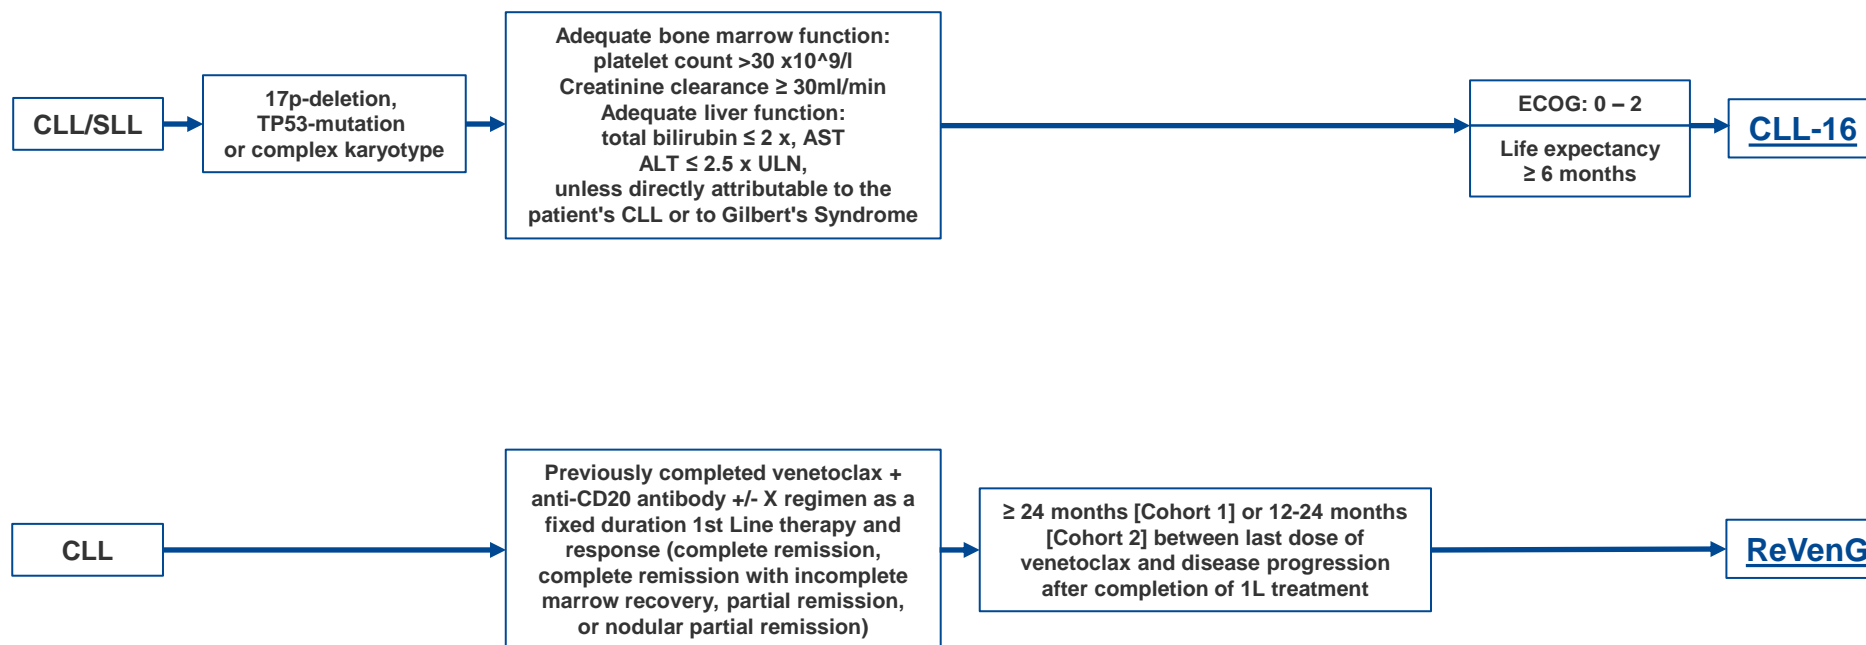 CLL/SLL
17p-deletion,
TP53-mutation
or complex karyotype
Adequate bone marrow function:
platelet count >30 x10^9/l
Creatinine clearance ≥ 30ml/min
Adequate liver function:
total bilirubin ≤ 2 x, AST
ALT ≤ 2.5 x ULN,
unless directly attributable to the
patient's CLL or to Gilbert's Syndrome
ECOG: 0 – 2
Life expectancy
≥ 6 months
CLL-16
CLL
Previously completed venetoclax +
anti-CD20 antibody +/- X regimen as a
fixed duration 1st Line therapy and
response (complete remission,
complete remission with incomplete
marrow recovery, partial remission,
or nodular partial remission)
≥ 24 months [Cohort 1] or 12-24 months
[Cohort 2] between last dose of
venetoclax and disease progression
after completion of 1L treatment
ReVenG